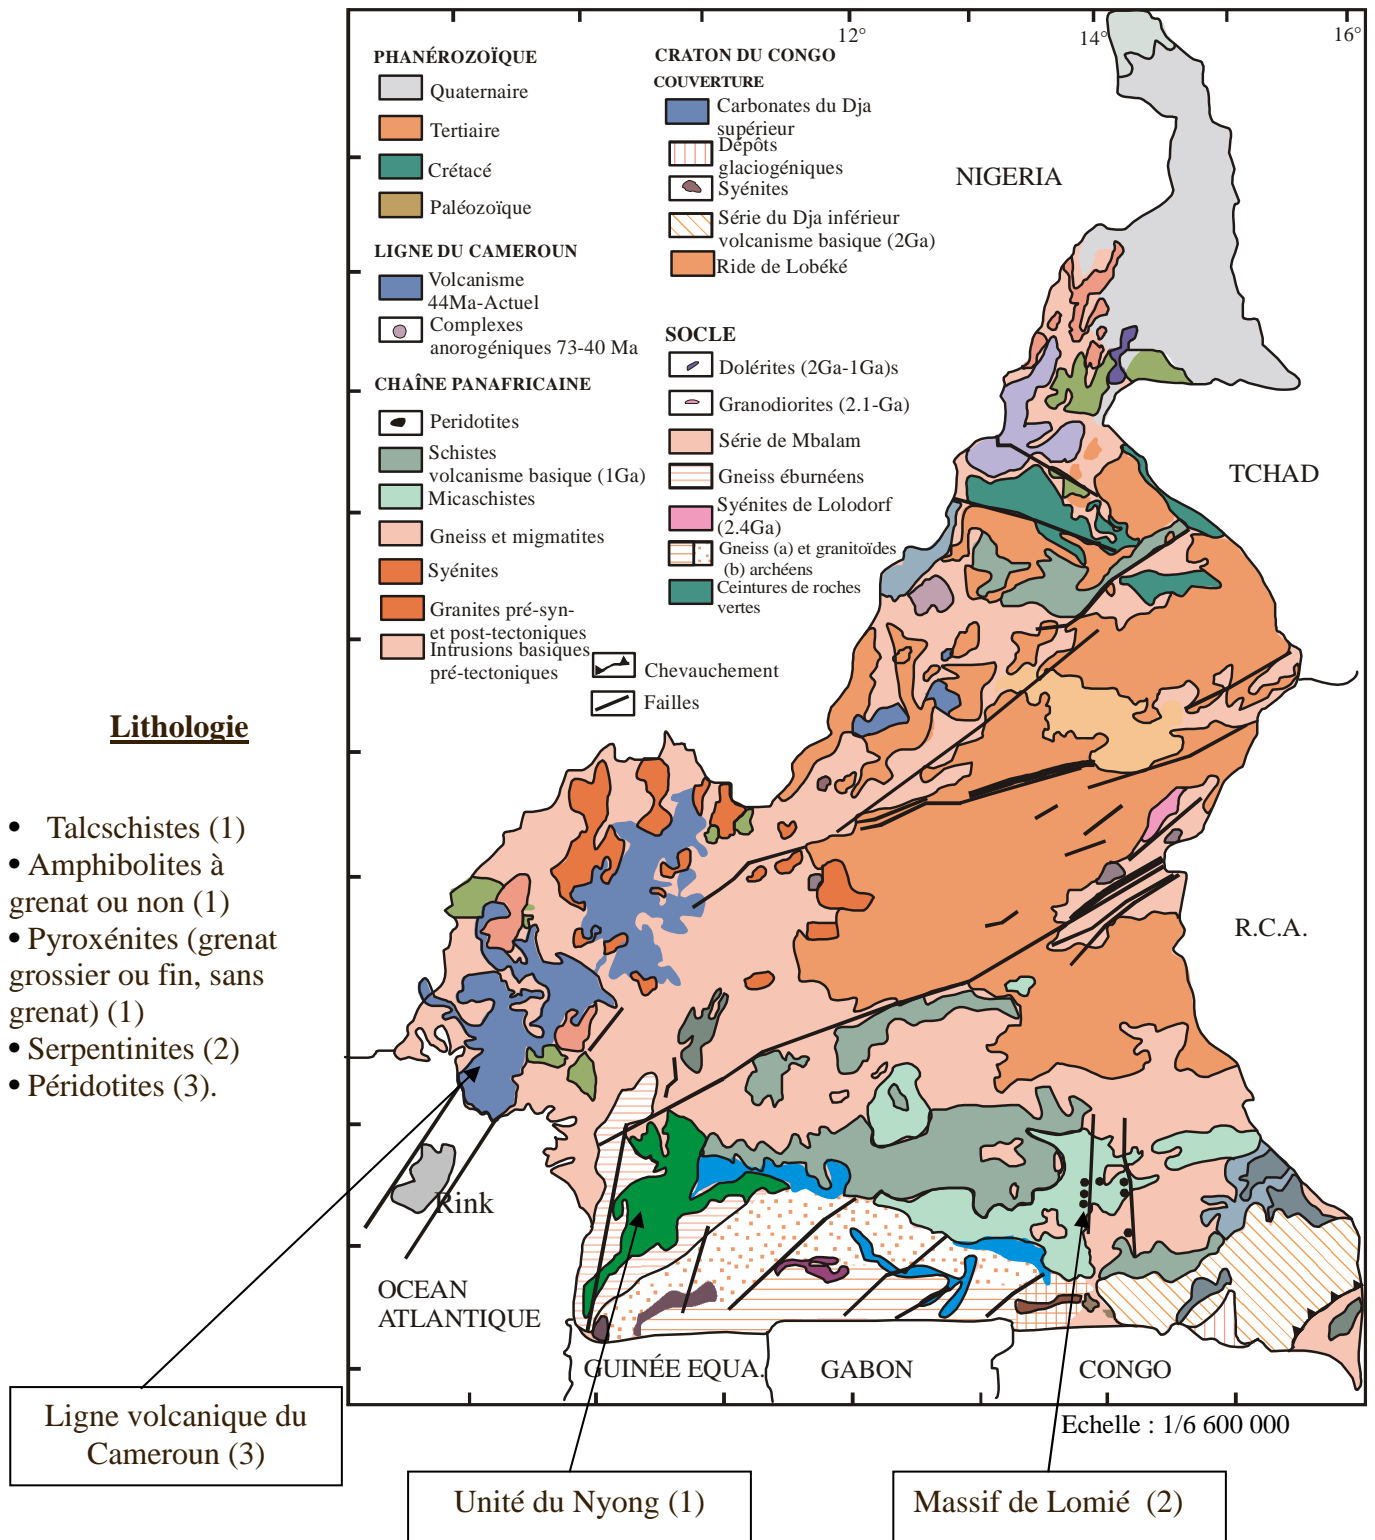 12°
14°
16°
PHANÉROZOÏQUE
Quaternaire
Tertiaire
Crétacé
Paléozoïque
LIGNE DU CAMEROUN
Volcanisme
44Ma-Actuel
Complexes
anorogéniques 73-40 Ma
CHAÎNE PANAFRICAINE
Peridotites
Schistes
volcanisme basique (1Ga)
Micaschistes
Gneiss et migmatites
Syénites
Granites pré-syn-
et post-tectoniques
Intrusions basiques
pré-tectoniques
CRATON DU CONGO
COUVERTURE
Carbonates du Dja
supérieur
Dépôts
glaciogéniques
Syénites
Série du Dja inférieur
volcanisme basique (2Ga)
Ride de Lobéké
SOCLE
Dolérites (2Ga-1Ga)s
Granodiorites (2.1-Ga)
Série de Mbalam
Gneiss éburnéens
Syénites de Lolodorf
(2.4Ga)
Gneiss (a) et granitoïdes
(b) archéens
Ceintures de roches
vertes
Chevauchement
Failles
NIGERIA
TCHAD
R.C.A.
Lithologie
• Talcschistes (1)
• Amphibolites à
grenat ou non (1)
• Pyroxénites (grenat
grossier ou fin, sans
grenat) (1)
• Serpentinites (2)
• Péridotites (3).
Rink
OCEAN
ATLANTIQUE
GUINÉE EQUA.
GABON
CONGO
Echelle : 1/6 600 000
Ligne volcanique du
Cameroun (3)
Unité du Nyong (1)
Massif de Lomié (2)